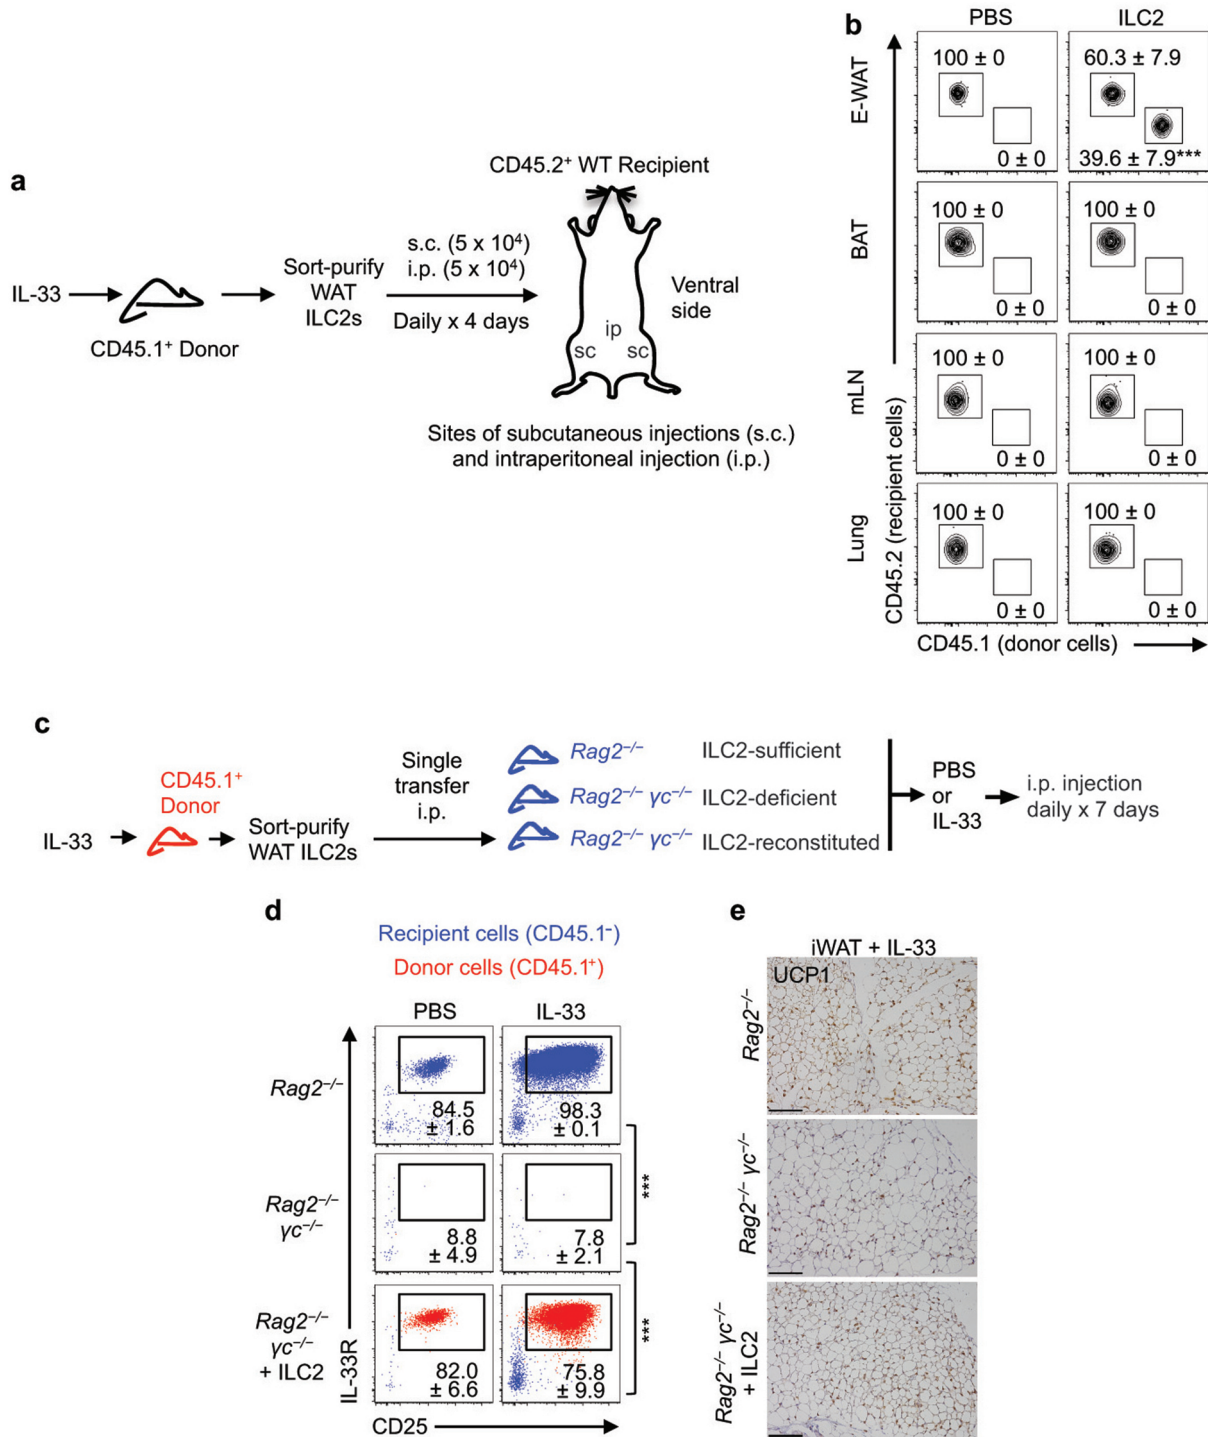 a
CD45.2⁺ WT Recipient
s.c. (5 x 10⁴)
i.p. (5 x 10⁴)
Daily x 4 days
IL-33
CD45.1⁺ Donor
Sort-purify
WAT
ILC2s
Ventral
side
ip
sc
sc
Sites of subcutaneous injections (s.c.)
and intraperitoneal injection (i.p.)
b
PBS
ILC2
E-WAT
100 ± 0
0 ± 0
60.3 ± 7.9
39.6 ± 7.9***
BAT
100 ± 0
0 ± 0
100 ± 0
0 ± 0
mLN
100 ± 0
0 ± 0
100 ± 0
0 ± 0
Lung
100 ± 0
0 ± 0
100 ± 0
0 ± 0
CD45.2 (recipient cells)
CD45.1 (donor cells)
c
IL-33
CD45.1⁺
Donor
Sort-purify
WAT ILC2s
Single
transfer
i.p.
Rag2⁻/⁻ ILC2-sufficient
Rag2⁻/⁻ γc⁻/⁻ ILC2-deficient
Rag2⁻/⁻ γc⁻/⁻ ILC2-reconstituted
PBS
or
IL-33
i.p. injection
daily x 7 days
d
Recipient cells (CD45.1⁻)
Donor cells (CD45.1⁺)
PBS
IL-33
Rag2⁻/⁻
84.5
± 1.6
98.3
± 0.1
***
Rag2⁻/⁻
γc⁻/⁻
8.8
± 4.9
7.8
± 2.1
***
Rag2⁻/⁻
γc⁻/⁻
+ ILC2
82.0
± 6.6
75.8
± 9.9
IL-33R
CD25
e
iWAT + IL-33
UCP1
Rag2⁻/⁻
Rag2⁻/⁻ γc⁻/⁻
Rag2⁻/⁻ γc⁻/⁻
+ ILC2